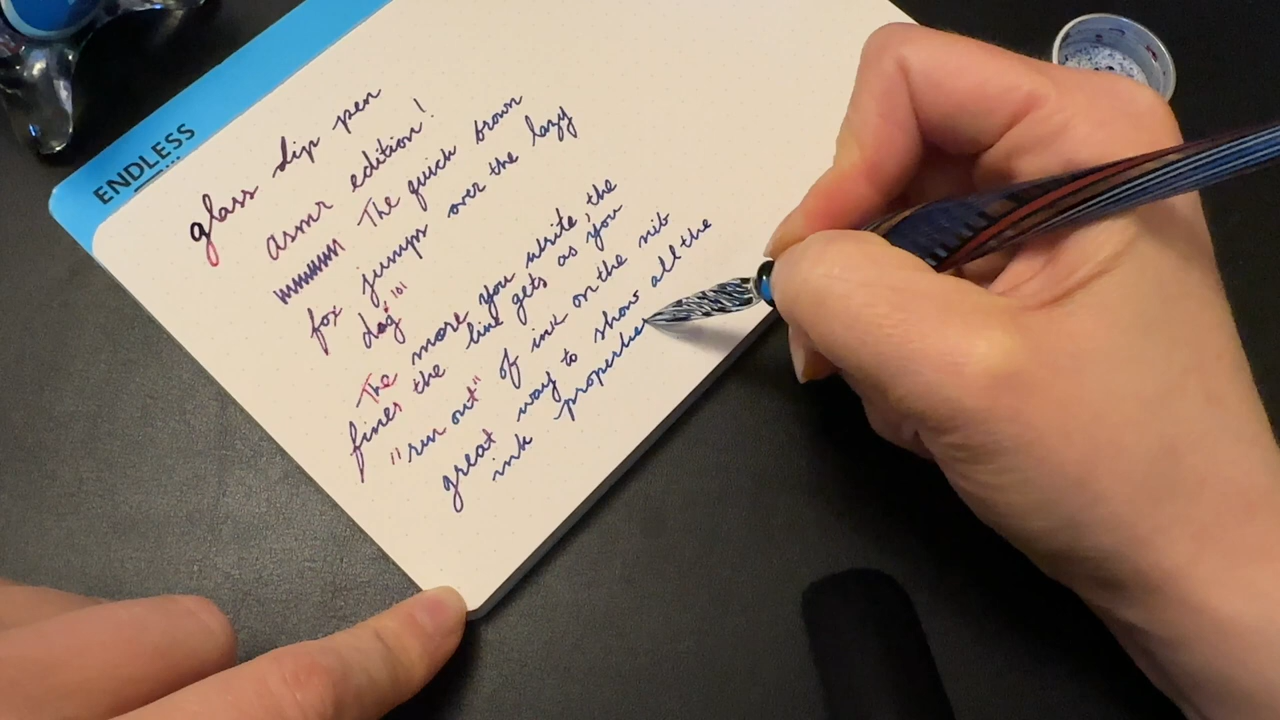 ENDLESS
glass dip pen
asmr edition!
The quick brown
fox jumps over the lazy
dog
The more you write, the
fines the line gets as you
"run out" of ink on the nib
great way to show all the
ink propertie